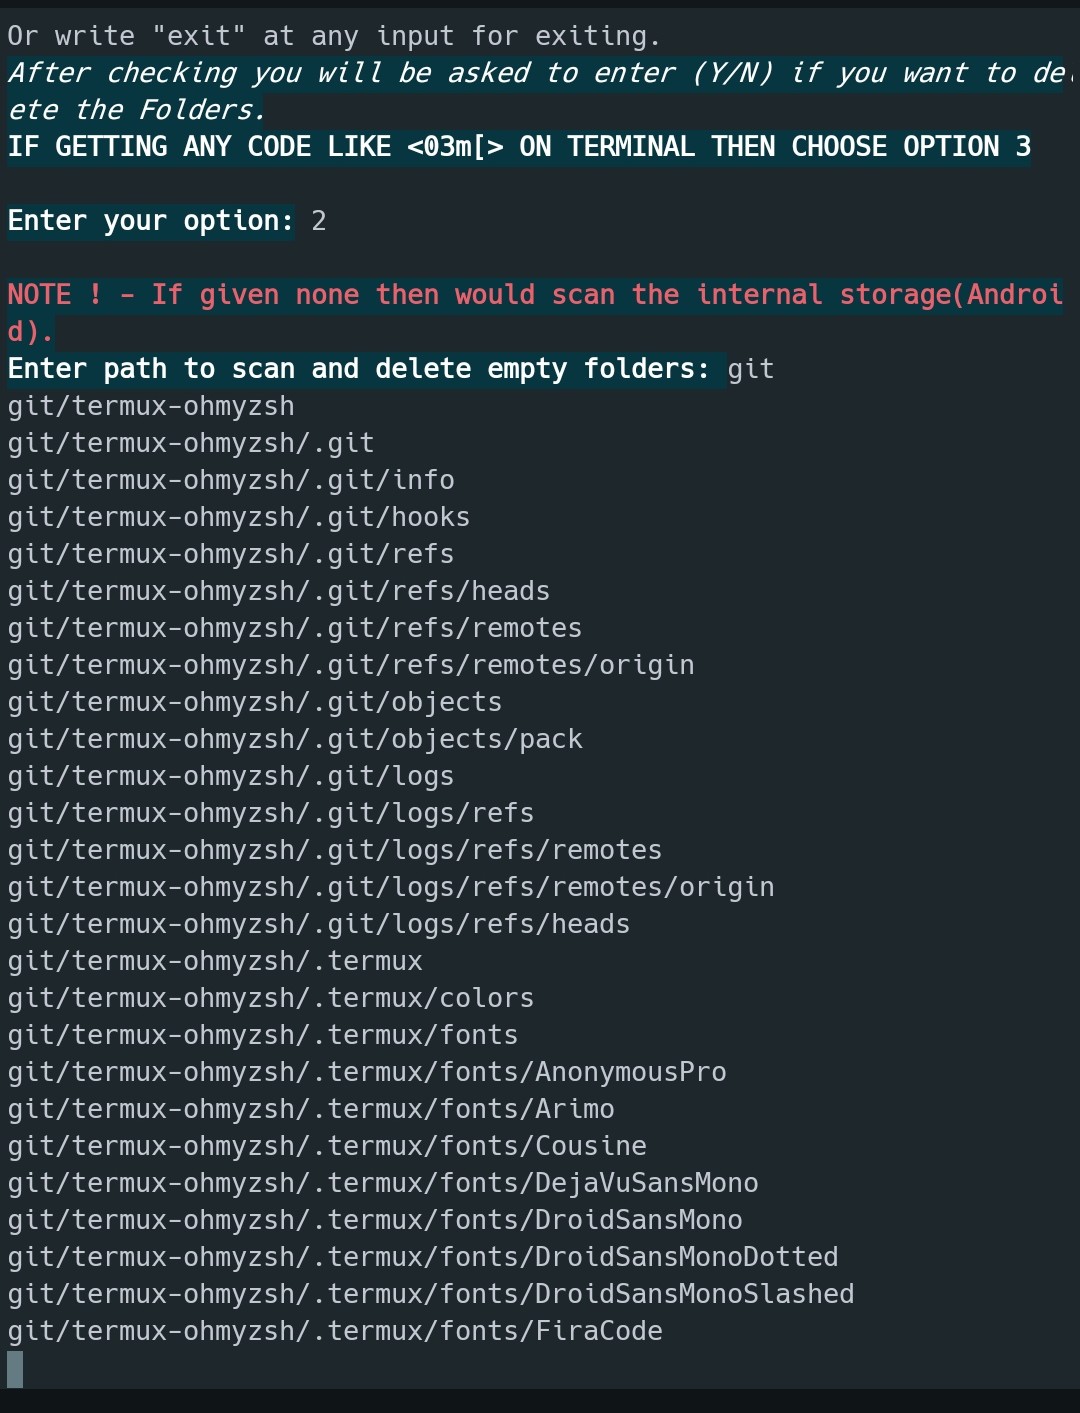 Or write "exit" at any input for exiting.
After checking you will be asked to enter (Y/N) if you want to del
ete the Folders.
IF GETTING ANY CODE LIKE <03m[> ON TERMINAL THEN CHOOSE OPTION 3
Enter your option: 2
NOTE ! - If given none then would scan the internal storage(Androi
d).
Enter path to scan and delete empty folders: git
git/termux-ohmyzsh
git/termux-ohmyzsh/.git
git/termux-ohmyzsh/.git/info
git/termux-ohmyzsh/.git/hooks
git/termux-ohmyzsh/.git/refs
git/termux-ohmyzsh/.git/refs/heads
git/termux-ohmyzsh/.git/refs/remotes
git/termux-ohmyzsh/.git/refs/remotes/origin
git/termux-ohmyzsh/.git/objects
git/termux-ohmyzsh/.git/objects/pack
git/termux-ohmyzsh/.git/logs
git/termux-ohmyzsh/.git/logs/refs
git/termux-ohmyzsh/.git/logs/refs/remotes
git/termux-ohmyzsh/.git/logs/refs/remotes/origin
git/termux-ohmyzsh/.git/logs/refs/heads
git/termux-ohmyzsh/.termux
git/termux-ohmyzsh/.termux/colors
git/termux-ohmyzsh/.termux/fonts
git/termux-ohmyzsh/.termux/fonts/AnonymousPro
git/termux-ohmyzsh/.termux/fonts/Arimo
git/termux-ohmyzsh/.termux/fonts/Cousine
git/termux-ohmyzsh/.termux/fonts/DejaVuSansMono
git/termux-ohmyzsh/.termux/fonts/DroidSansMono
git/termux-ohmyzsh/.termux/fonts/DroidSansMonoDotted
git/termux-ohmyzsh/.termux/fonts/DroidSansMonoSlashed
git/termux-ohmyzsh/.termux/fonts/FiraCode